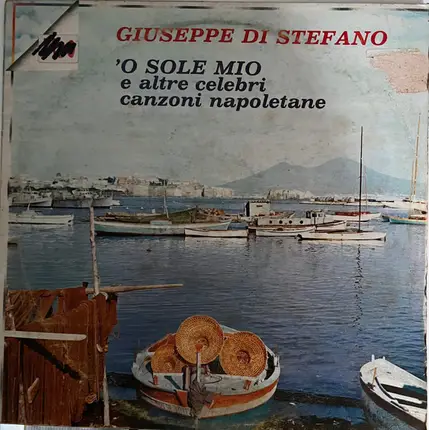 GIUSEPPE DI STEFANO
'O SOLE MIO
e altre celebri
canzoni napoletane